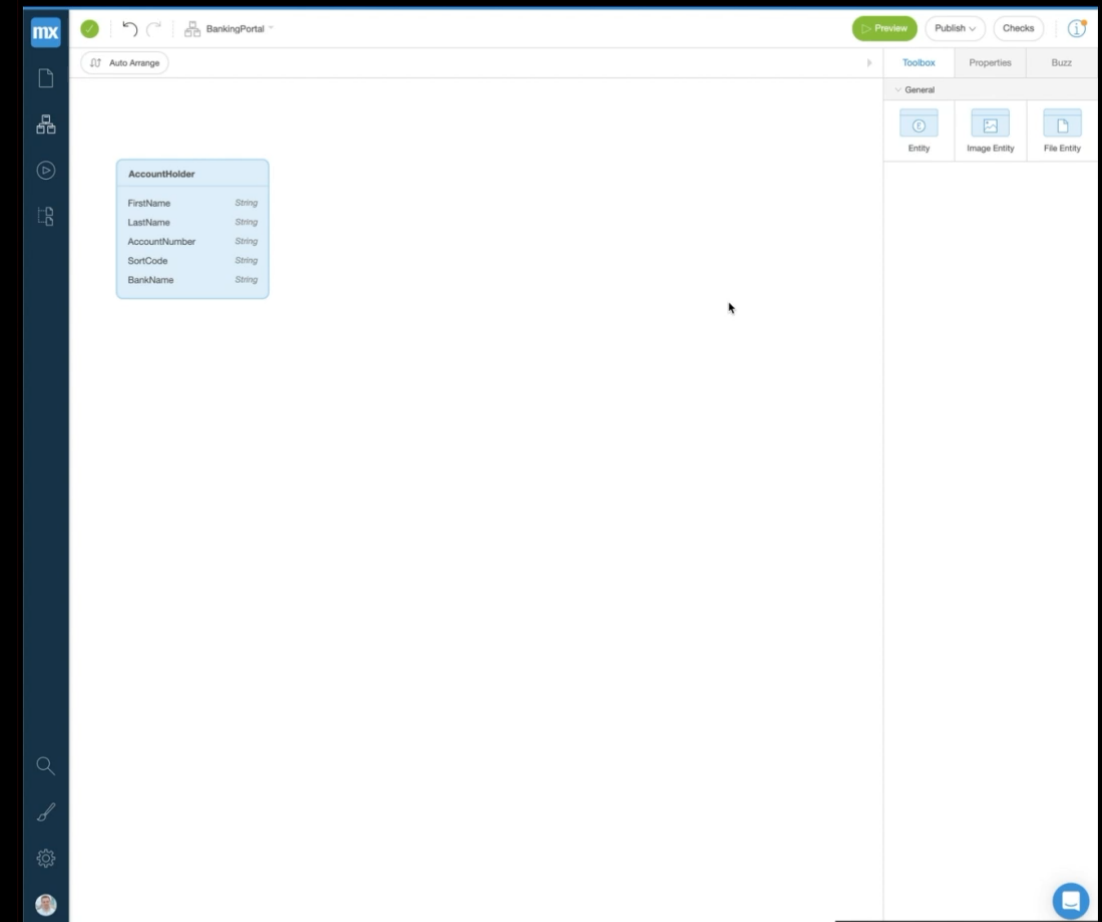 mx
BankingPortal
Preview
Publish
Checks
Auto Arrange
Toolbox
Properties
Buzz
General
Entity
Image Entity
File Entity
AccountHolder
FirstName String
LastName String
AccountNumber String
SortCode String
BankName String